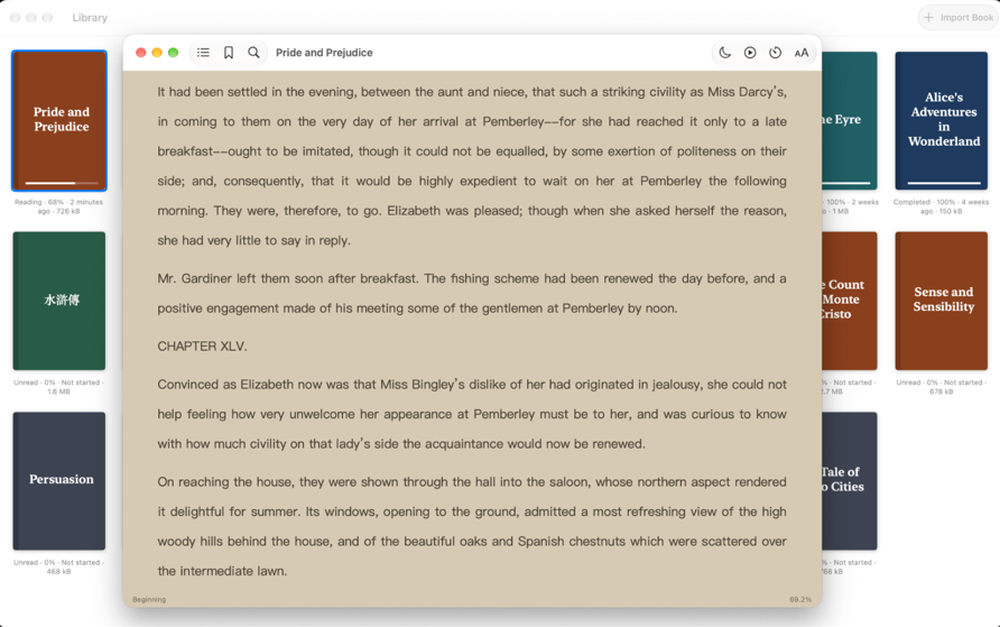 Library
Import Book
Pride and Prejudice
AA
Pride and
Prejudice
Reading · 68% · 2 minutes
ago · 726 kB
水滸傳
Unread · 0% · Not started ·
1.6 MB
Persuasion
Unread · 0% · Not started ·
468 kB
It had been settled in the evening, between the aunt and niece, that such a striking civility as Miss Darcy's,
in coming to them on the very day of her arrival at Pemberley--for she had reached it only to a late
breakfast--ought to be imitated, though it could not be equalled, by some exertion of politeness on their
side; and, consequently, that it would be highly expedient to wait on her at Pemberley the following
morning. They were, therefore, to go. Elizabeth was pleased; though when she asked herself the reason,
she had very little to say in reply.
Mr. Gardiner left them soon after breakfast. The fishing scheme had been renewed the day before, and a
positive engagement made of his meeting some of the gentlemen at Pemberley by noon.
CHAPTER XLV.
Convinced as Elizabeth now was that Miss Bingley's dislike of her had originated in jealousy, she could not
help feeling how very unwelcome her appearance at Pemberley must be to her, and was curious to know
with how much civility on that lady's side the acquaintance would now be renewed.
On reaching the house, they were shown through the hall into the saloon, whose northern aspect rendered
it delightful for summer. Its windows, opening to the ground, admitted a most refreshing view of the high
woody hills behind the house, and of the beautiful oaks and Spanish chestnuts which were scattered over
the intermediate lawn.
Beginning
69.2%
Eyre
100% · 2 weeks
· 1 MB
Alice's
Adventures
in
Wonderland
Completed · 100% · 4 weeks
ago · 150 kB
Count
Monte
Cristo
· Not started ·
2.7 MB
Sense and
Sensibility
Unread · 0% · Not started ·
678 kB
Tale of
Cities
· Not started ·